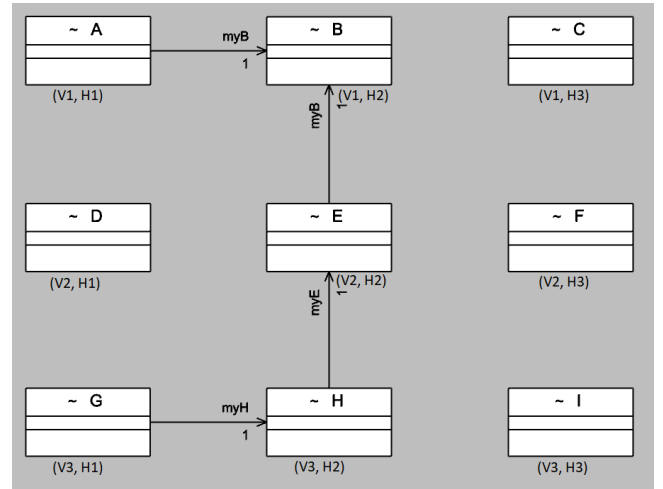 ~ A
myB
1
~ B
~ C
(V1, H1)
(V1, H2)
(V1, H3)
myB
1
~ D
~ E
~ F
(V2, H1)
(V2, H2)
(V2, H3)
myE
1
~ G
myH
1
~ H
~ I
(V3, H1)
(V3, H2)
(V3, H3)